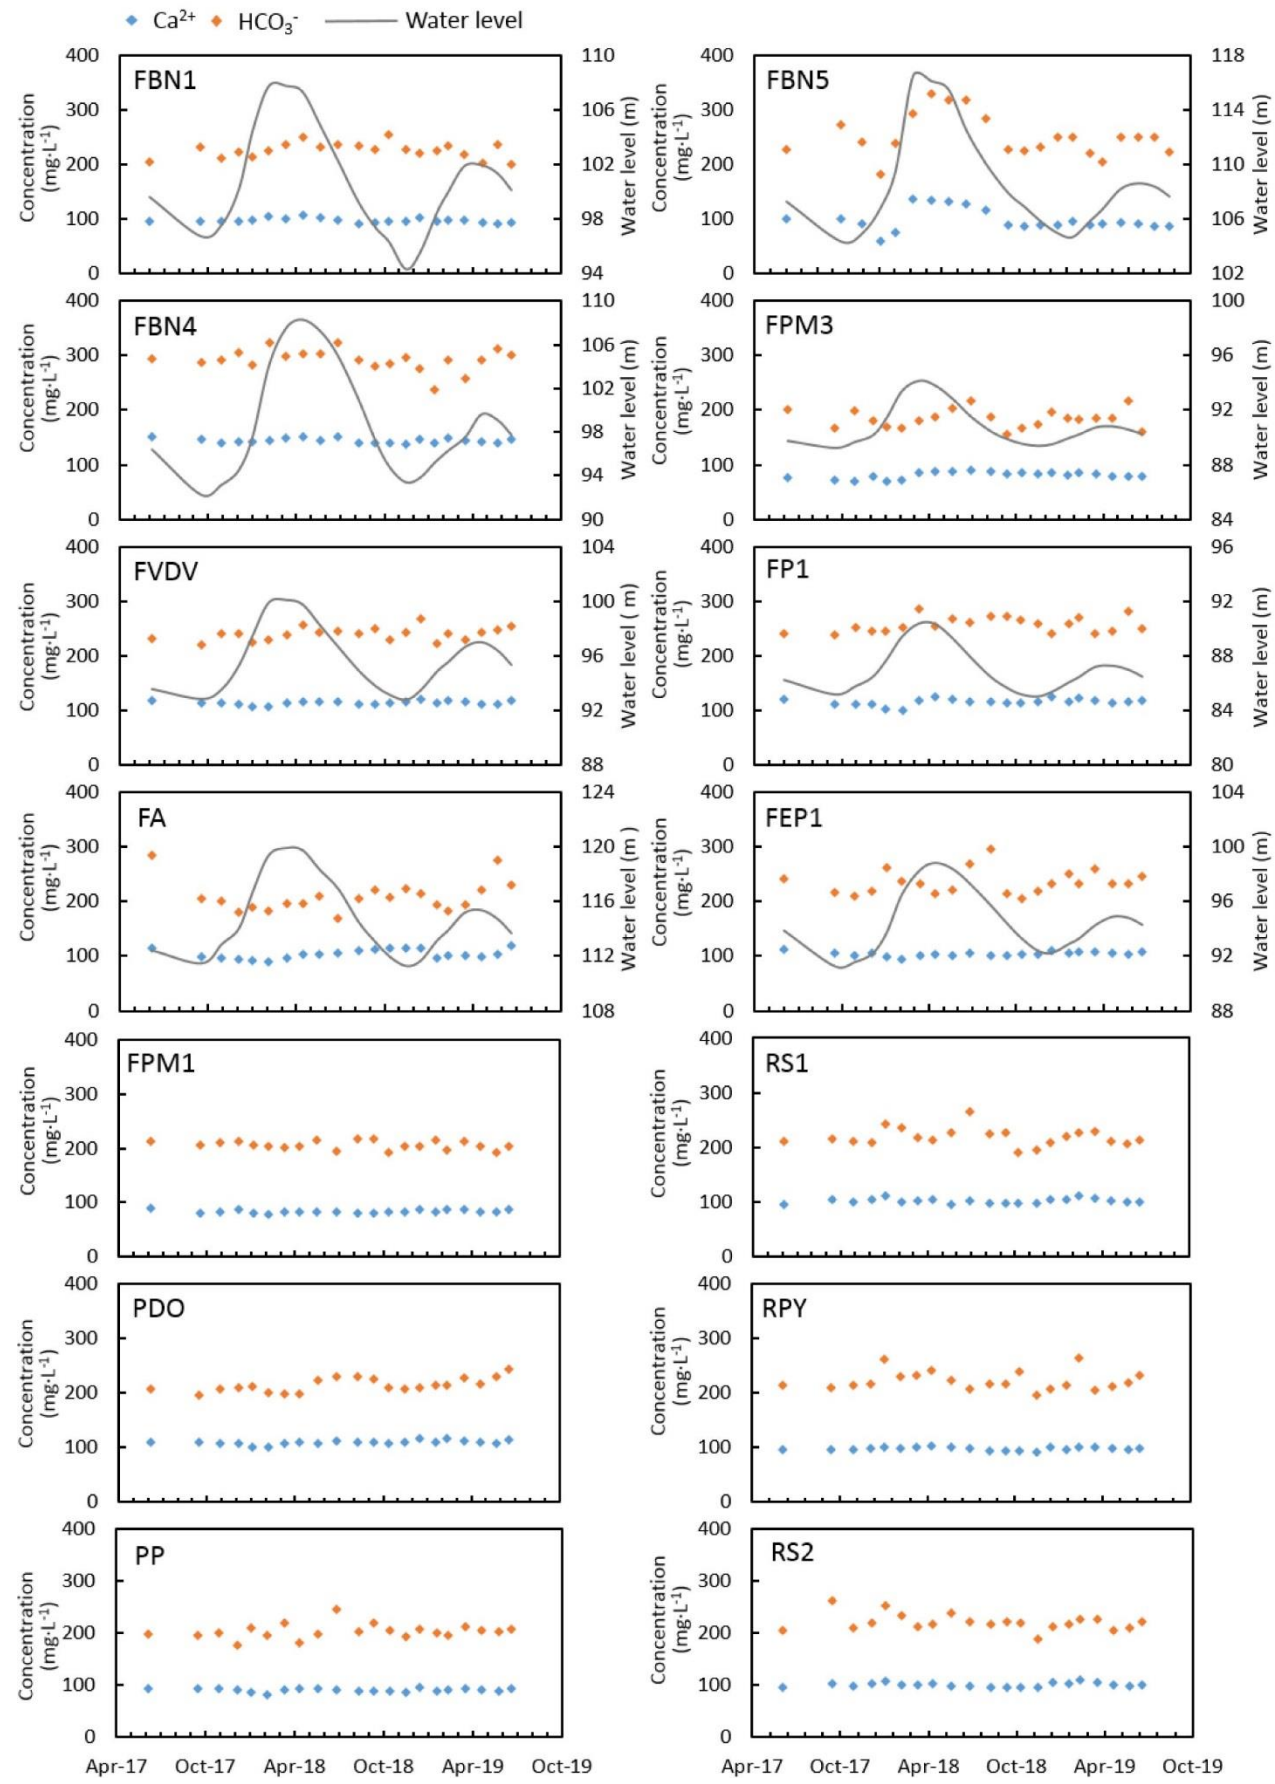 Ca²⁺ HCO₃⁻ Water level
FBN1
400
300
200
100
0
Concentration
(mg·L⁻¹)
110
106
102
98
94
Water level (m)
FBN5
400
300
200
100
0
Concentration
(mg·L⁻¹)
118
114
110
106
102
Water level (m)
FBN4
400
300
200
100
0
Concentration
(mg·L⁻¹)
110
106
102
98
94
90
Water level (m)
FPM3
400
300
200
100
0
Concentration
(mg·L⁻¹)
100
96
92
88
84
Water level (m)
FVDV
400
300
200
100
0
Concentration
(mg·L⁻¹)
104
100
96
92
88
Water level ( m)
FP1
400
300
200
100
0
Concentration
(mg·L⁻¹)
96
92
88
84
80
Water level (m)
FA
400
300
200
100
0
Concentration
(mg·L⁻¹)
124
120
116
112
108
Water level (m )
FEP1
400
300
200
100
0
Concentration
(mg·L⁻¹)
104
100
96
92
88
Water level (m)
FPM1
400
300
200
100
0
Concentration
(mg·L⁻¹)
RS1
400
300
200
100
0
Concentration
(mg·L⁻¹)
PDO
400
300
200
100
0
Concentration
(mg·L⁻¹)
RPY
400
300
200
100
0
Concentration
(mg·L⁻¹)
PP
400
300
200
100
0
Concentration
(mg·L⁻¹)
Apr-17 Oct-17 Apr-18 Oct-18 Apr-19 Oct-19
RS2
400
300
200
100
0
Concentration
(mg·L⁻¹)
Apr-17 Oct-17 Apr-18 Oct-18 Apr-19 Oct-19